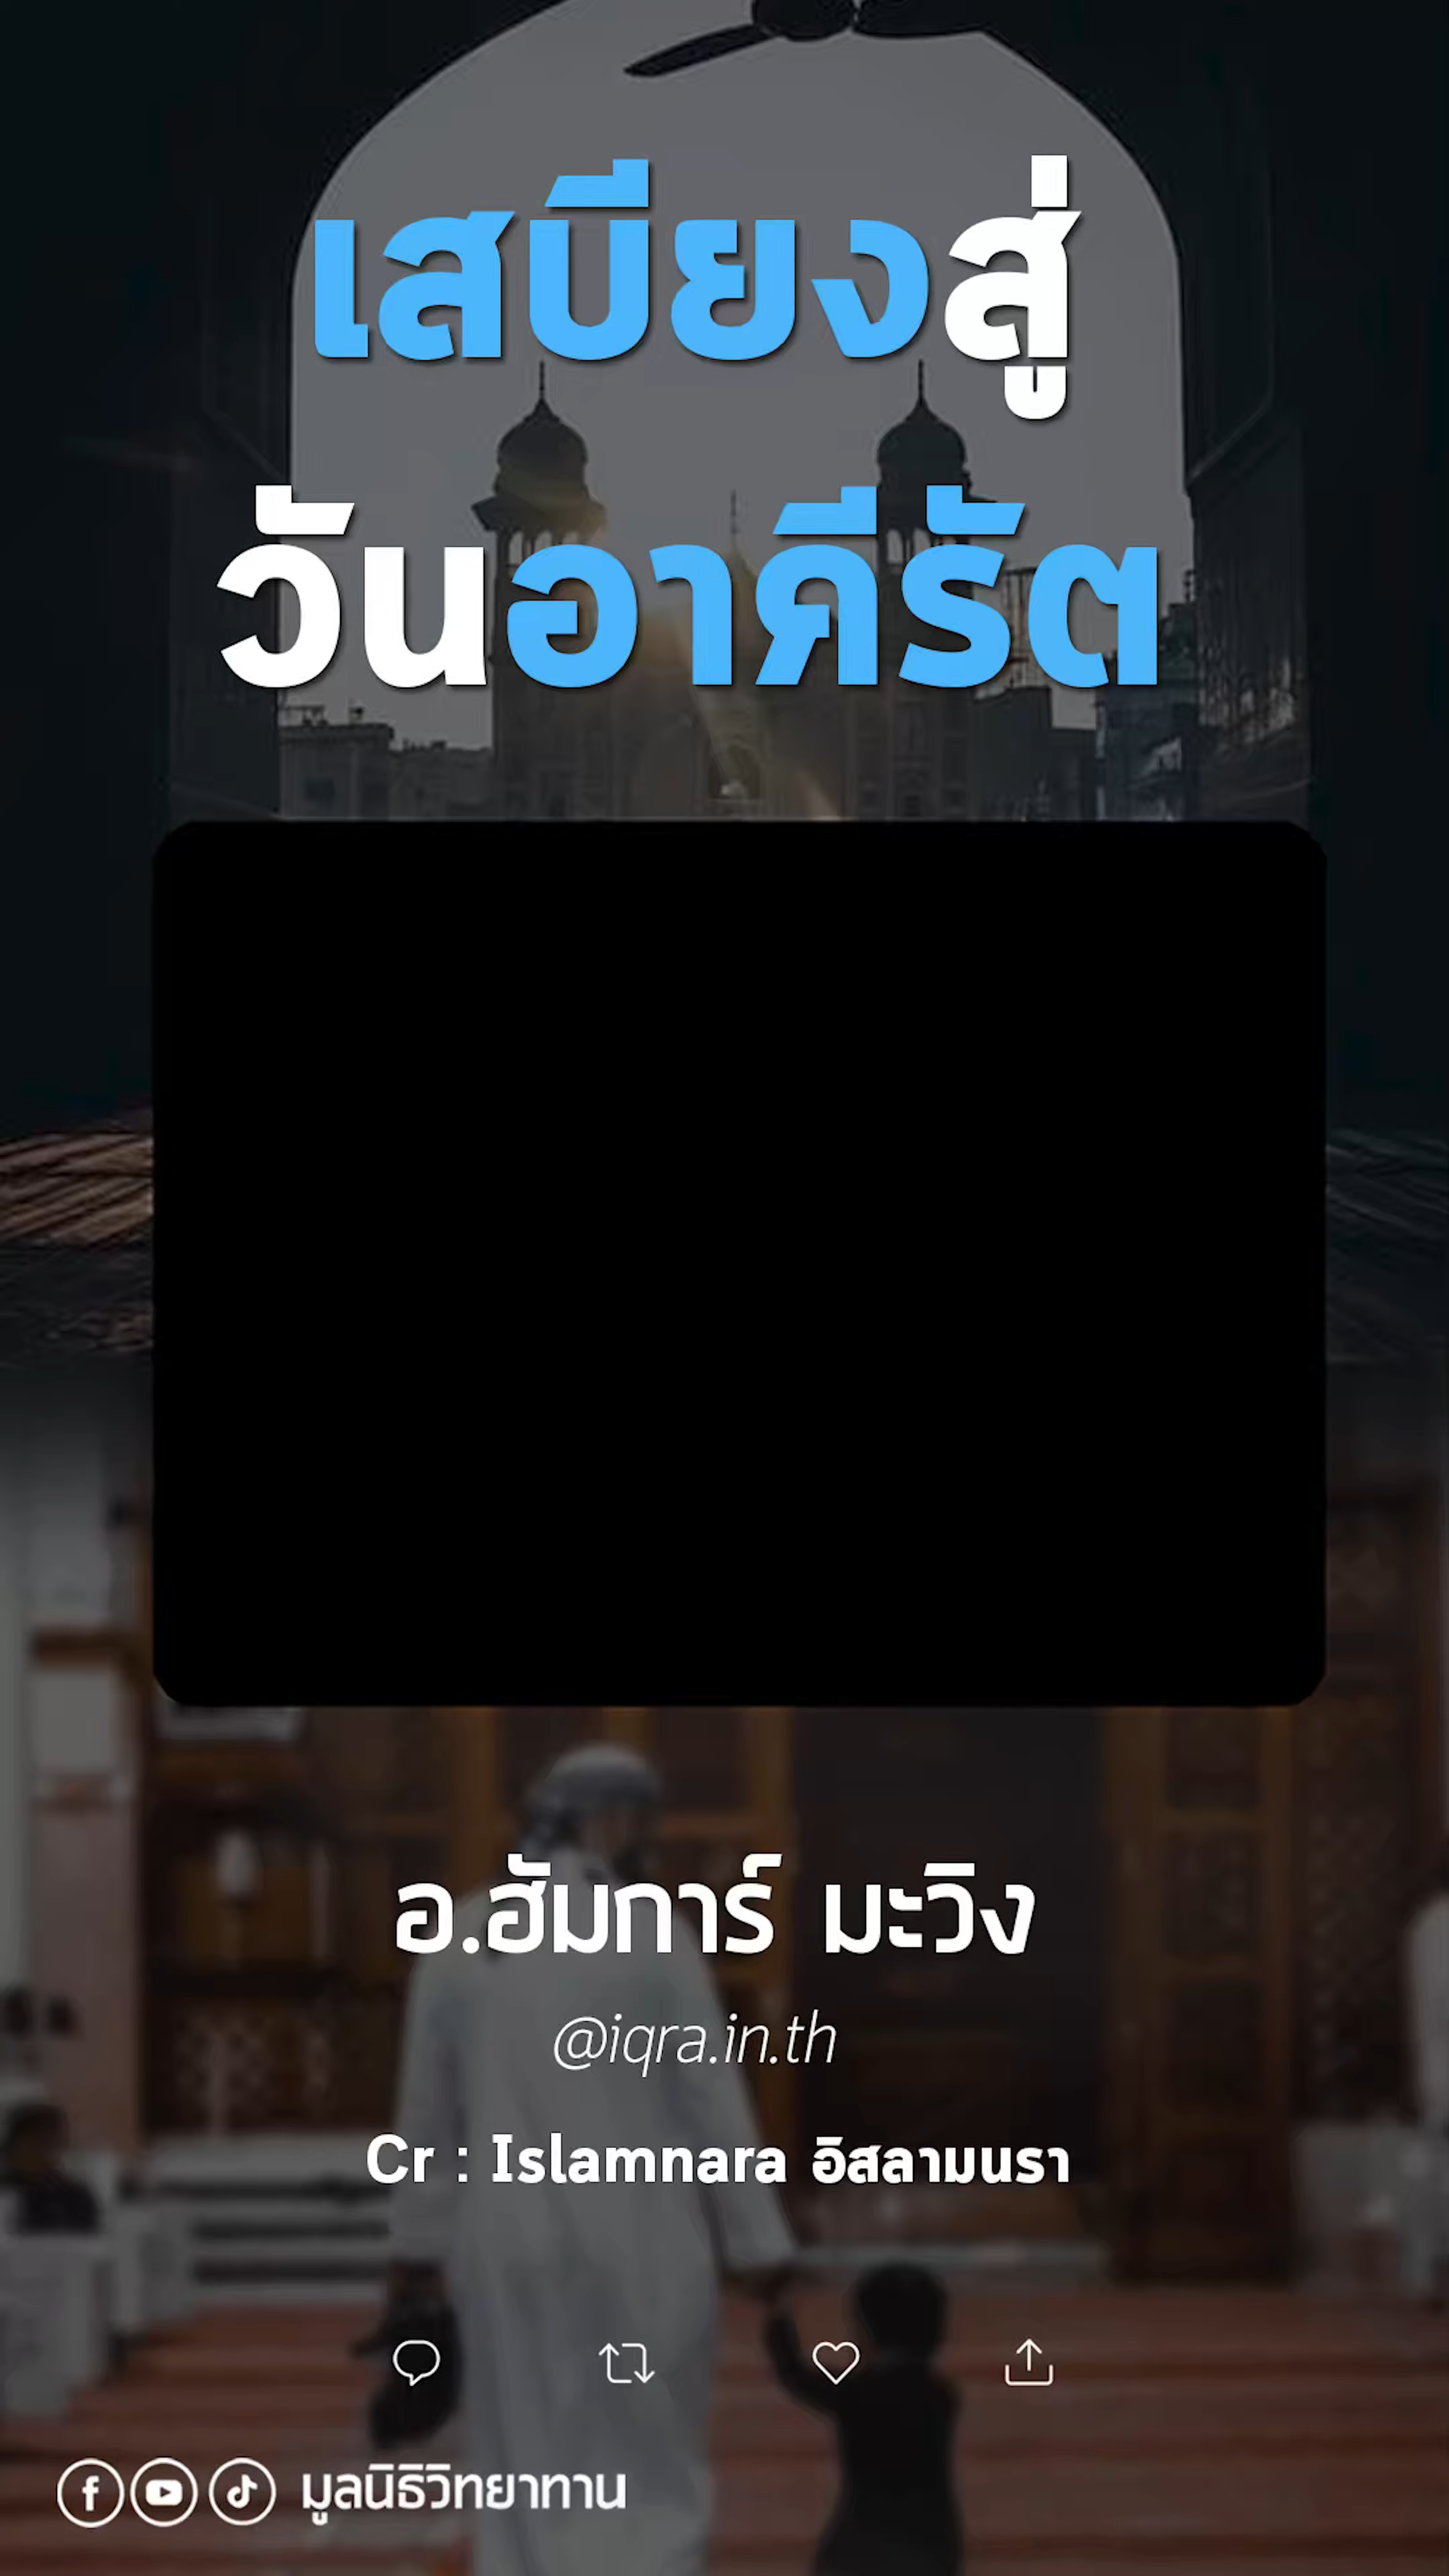 เสบียงสู่
วันอาคีรัต
อ.ฮัมการ์ มะวิง
@iqra.in.th
Cr : Islamnara อิสลามนรา
มูลนิธิวิทยาทาน